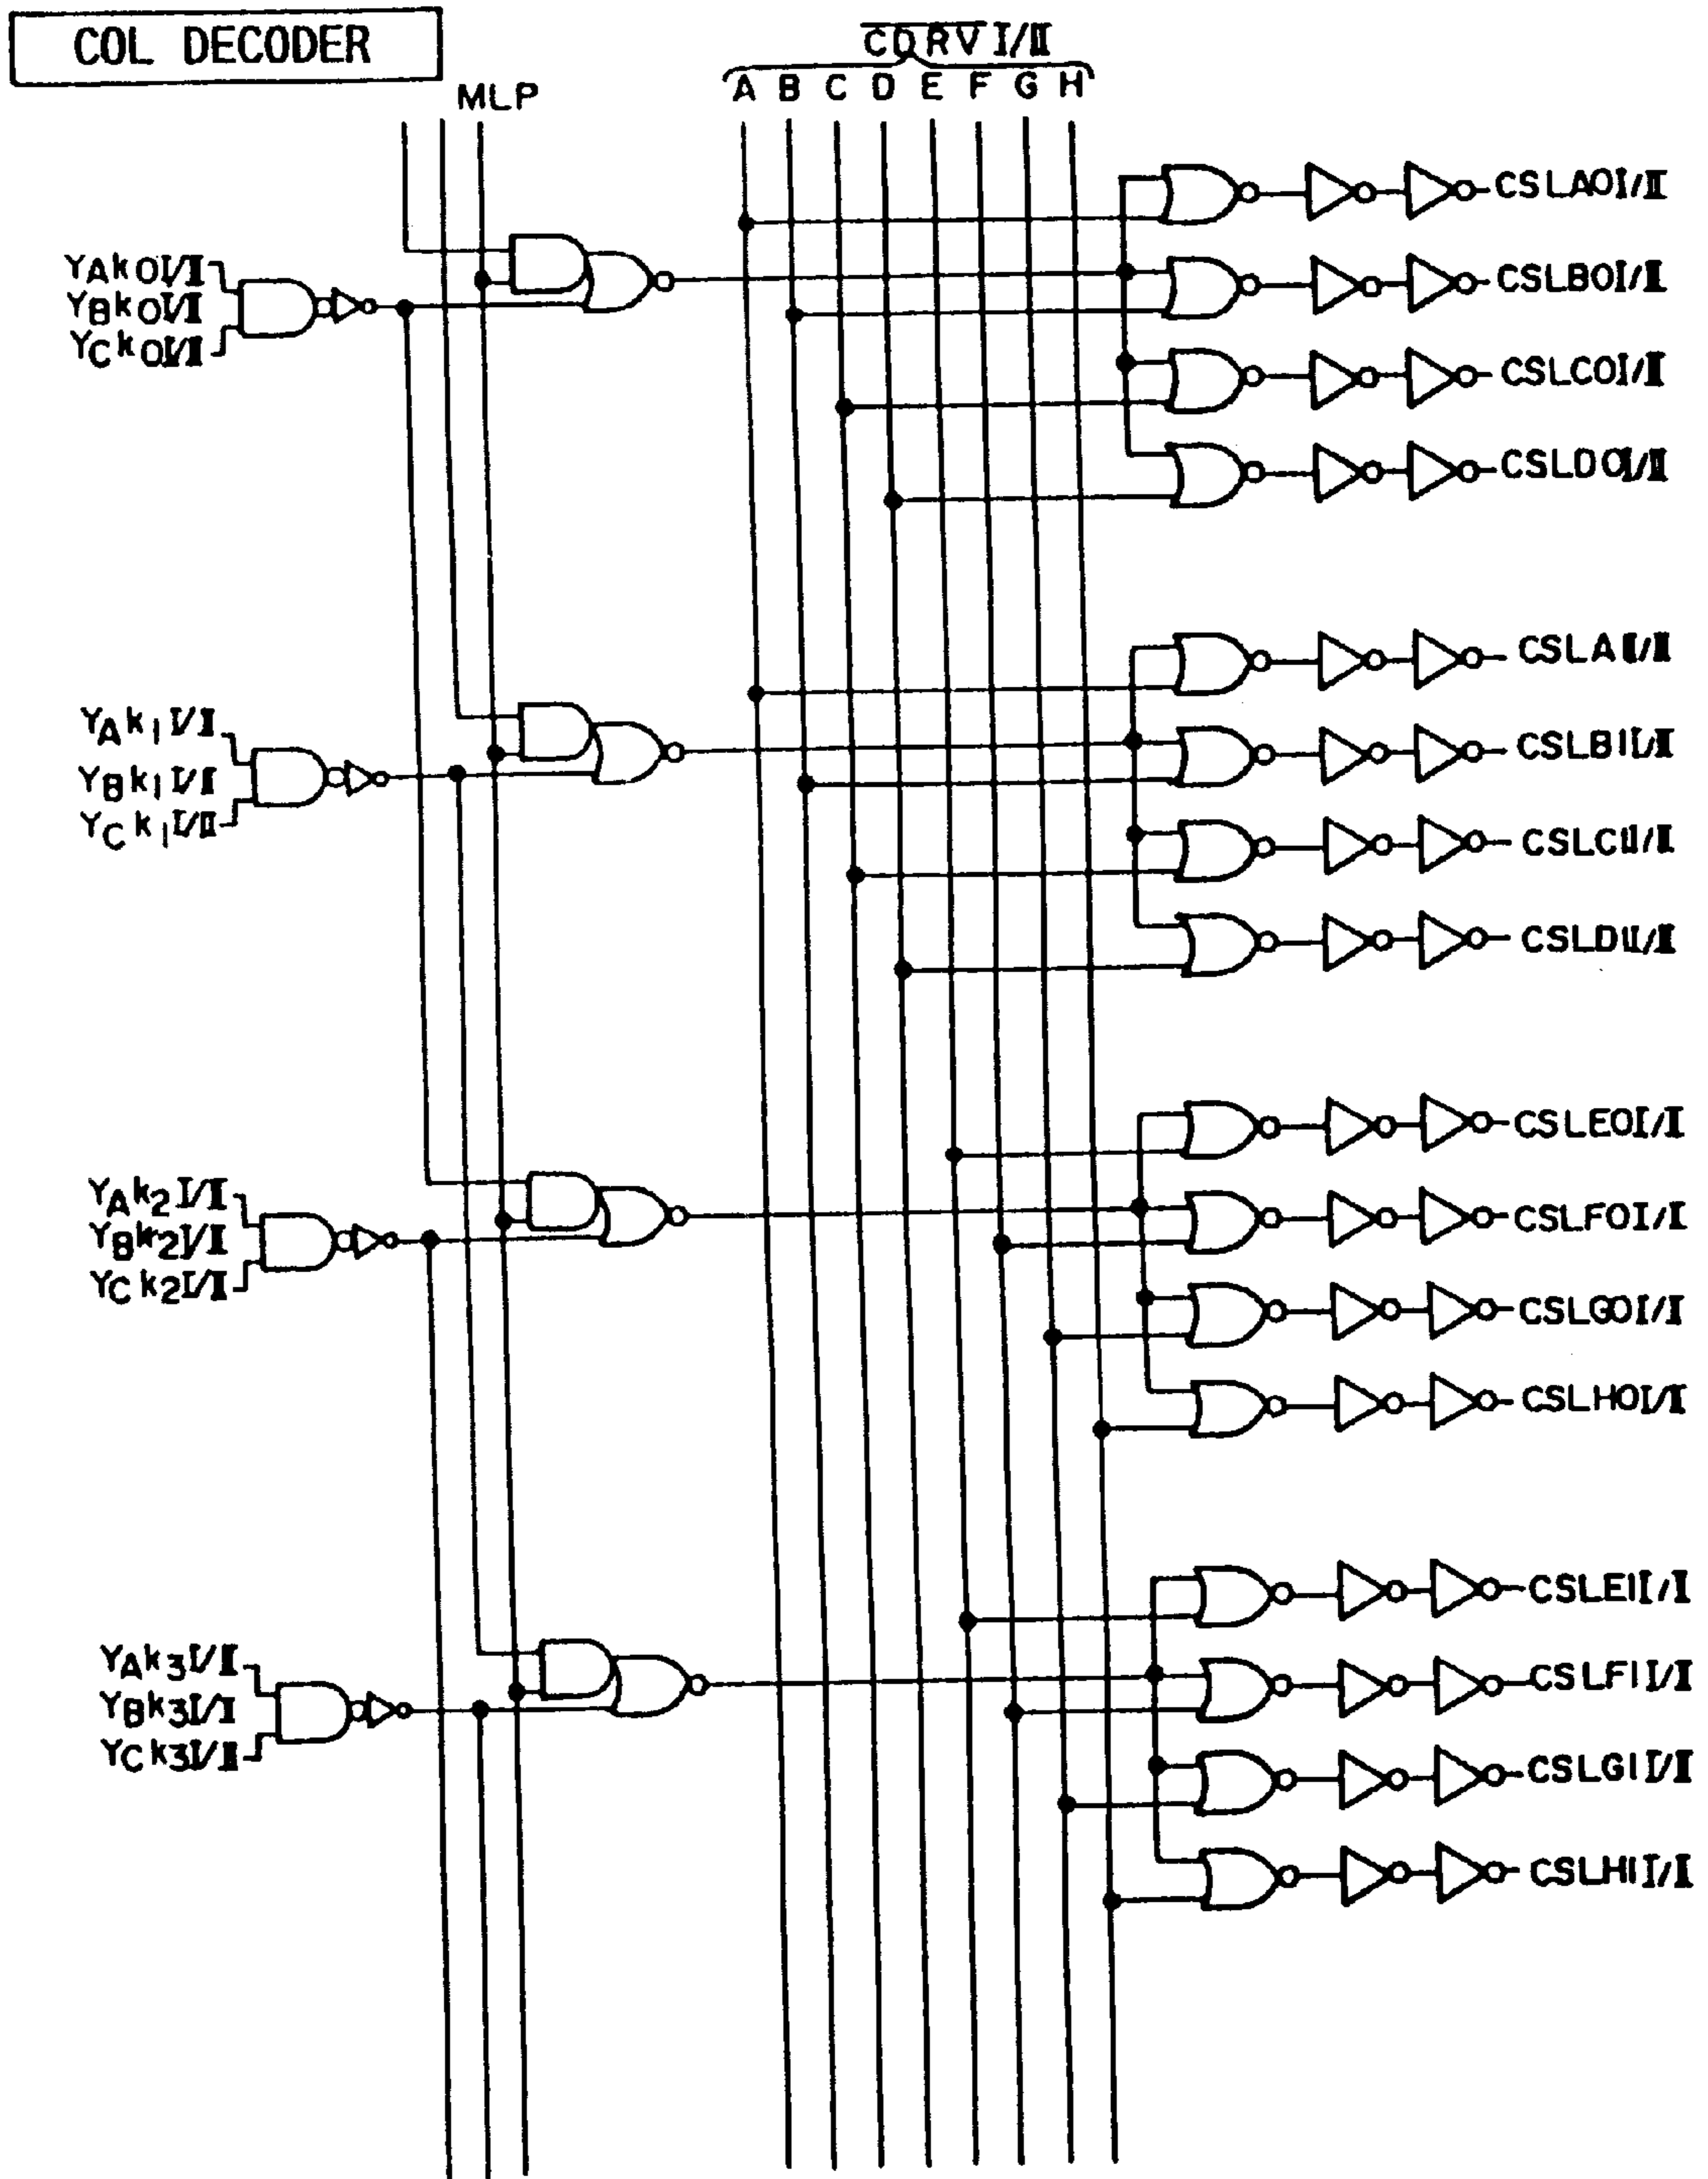 COL DECODER
MLP
CDRV I/II
A B C D E F G H
YAk0I/II
YBk0I/II
YCk0I/II
CSLA0I/II
CSLB0I/II
CSLC0I/II
CSLD0I/II
YAk1I/II
YBk1I/II
YCk1I/II
CSLA1I/II
CSLB1I/II
CSLC1I/II
CSLD1I/II
YAk2I/II
YBk2I/II
YCk2I/II
CSLE0I/II
CSLF0I/II
CSLG0I/II
CSLH0I/II
YAk3I/II
YBk3I/II
YCk3I/II
CSLE1I/II
CSLF1I/II
CSLG1I/II
CSLH1I/II